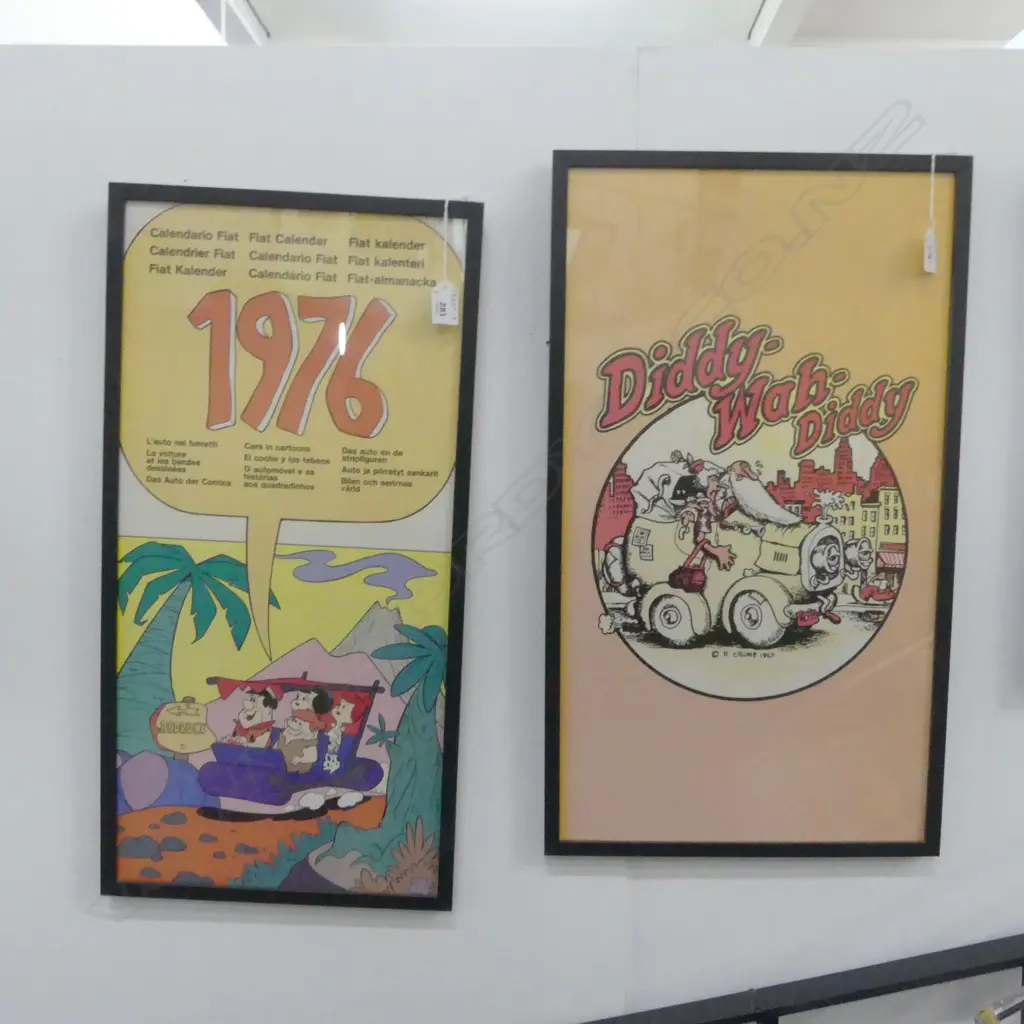 Calendario Fiat Fiat Calendar Fiat kalender
Calendrier Fiat Calendario Fiat Fiat kalenteri
Fiat Kalender Calendário Fiat Fiat-almanacka
1976
L'auto nei fumetti
La voiture
et les bandes
dessinées
Das Auto der Comics
Cars in cartoons
El coche y los tebeos
O automóvel e as
histórias
aos quadradinhos
Das auto en de
stripfiguren
Auto ja piirretyt sankarit
Bilen och seriernas
värld
281
Diddy-
Wah-
Diddy
© R. CRUMB 1967